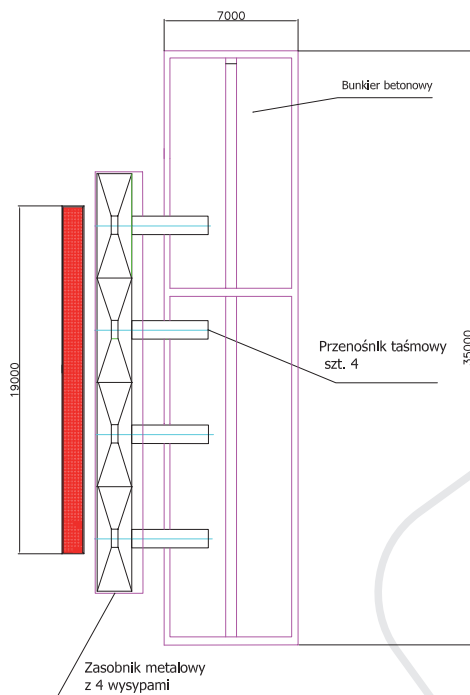 7000
Bunkier betonowy
Przenośnik taśmowy
szt. 4
35000
19000
Zasobnik metalowy
z 4 wysypami